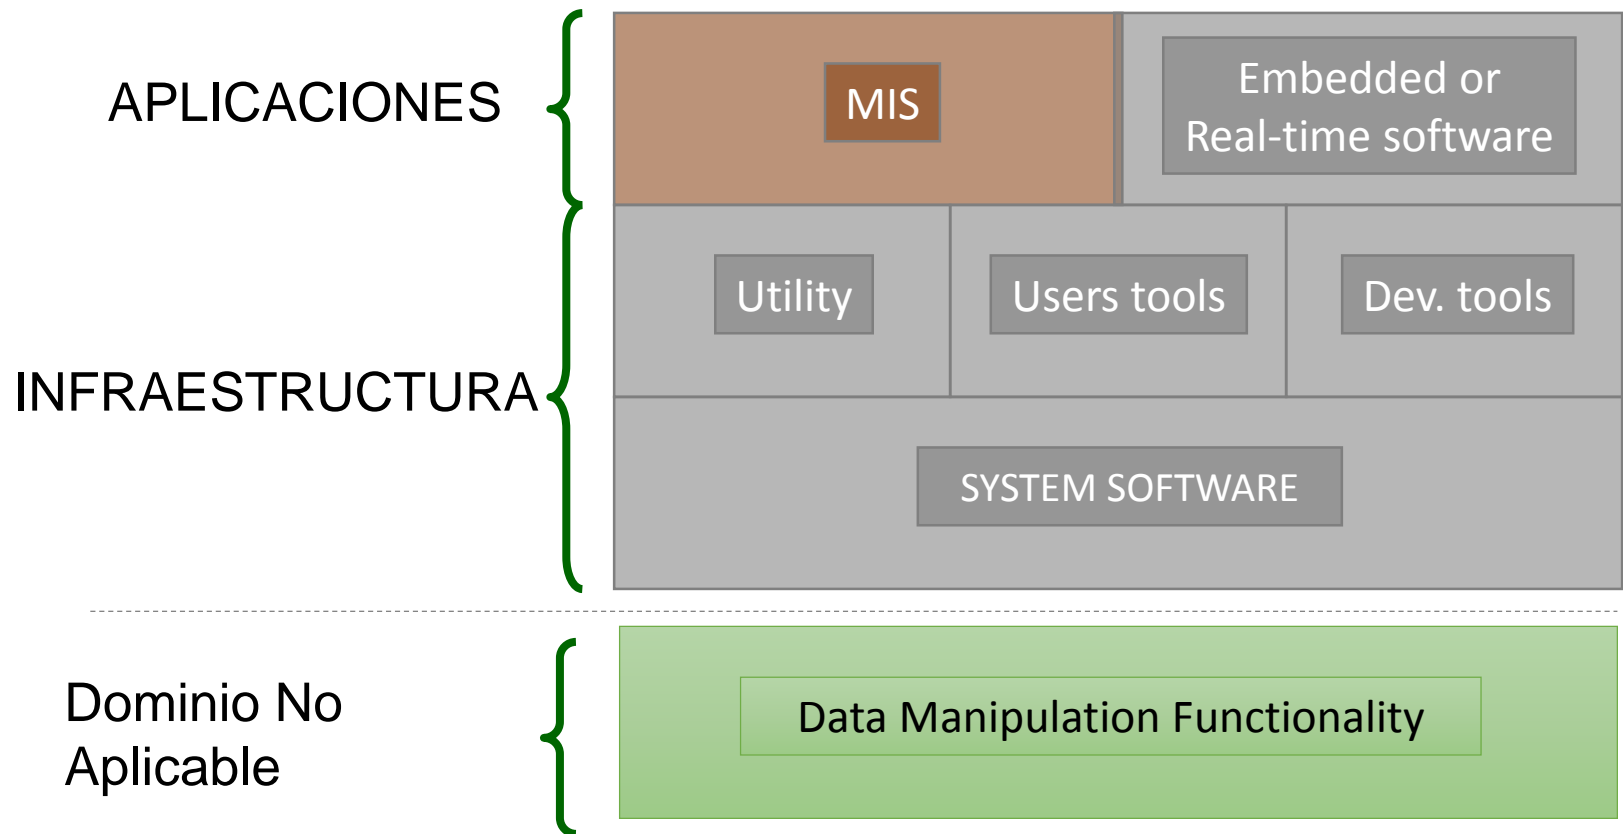 APLICACIONES
MIS
Embedded or
Real-time software
INFRAESTRUCTURA
Utility
Users tools
Dev. tools
SYSTEM SOFTWARE
Dominio No
Aplicable
Data Manipulation Functionality